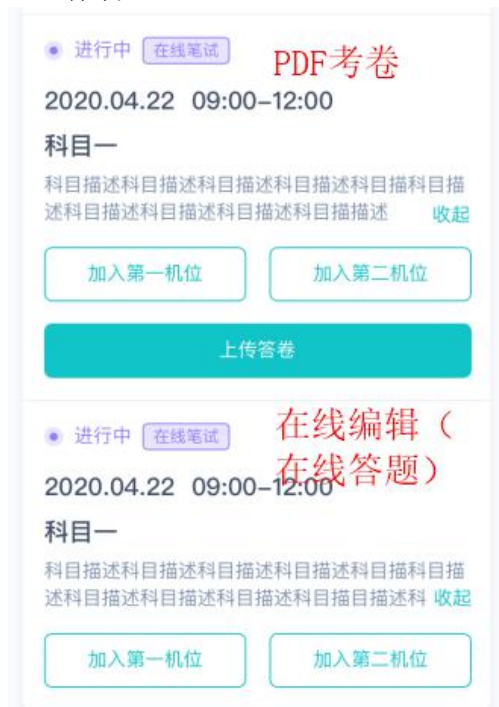 进行中 在线笔试
PDF考卷
2020.04.22 09:00-12:00
科目一
科目描述科目描述科目描述科目描述科目描科目描
述科目描述科目描述科目描述科目描描述 收起
加入第一机位 加入第二机位
上传答卷
进行中 在线笔试
在线编辑（
在线答题）
2020.04.22 09:00-12:00
科目一
科目描述科目描述科目描述科目描述科目描科目描
述科目描述科目描述科目描述科目描目描述科 收起
加入第一机位 加入第二机位